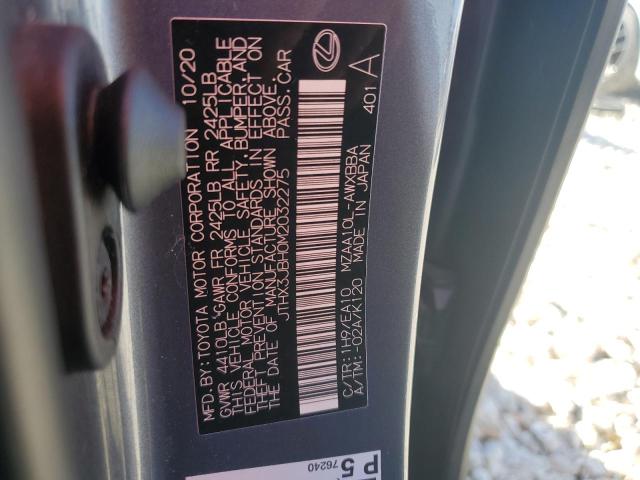 MFD.BY:TOYOTA MOTOR CORPORATION 10/20
GVWR 4410LB GAWR FR 2425LB RR 2425LB
THIS VEHICLE CONFORMS TO ALL APPLICABLE
FEDERAL MOTOR VEHICLE SAFETY,BUMPER,AND
THEFT PREVENTION STANDARDS IN EFFECT ON
THE DATE OF MANUFACTURE SHOWN ABOVE.
JTHX3JBH0M2032275 PASS.CAR
C/TR:1H9/EA10 MZAA10L-AWXBBA
A/TM:-02A/K120 MADE IN JAPAN
401 A
5
76240